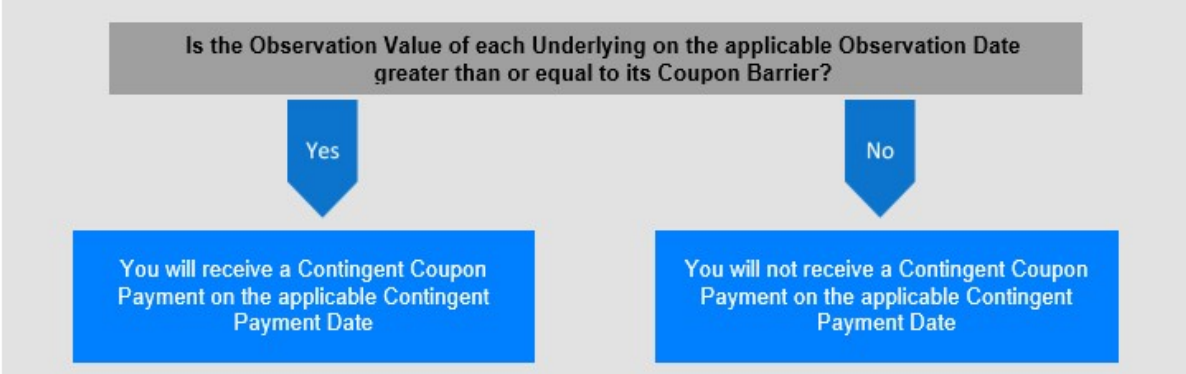 Is the Observation Value of each Underlying on the applicable Observation Date
greater than or equal to its Coupon Barrier?
Yes
No
You will receive a Contingent Coupon
Payment on the applicable Contingent
Payment Date
You will not receive a Contingent Coupon
Payment on the applicable Contingent
Payment Date